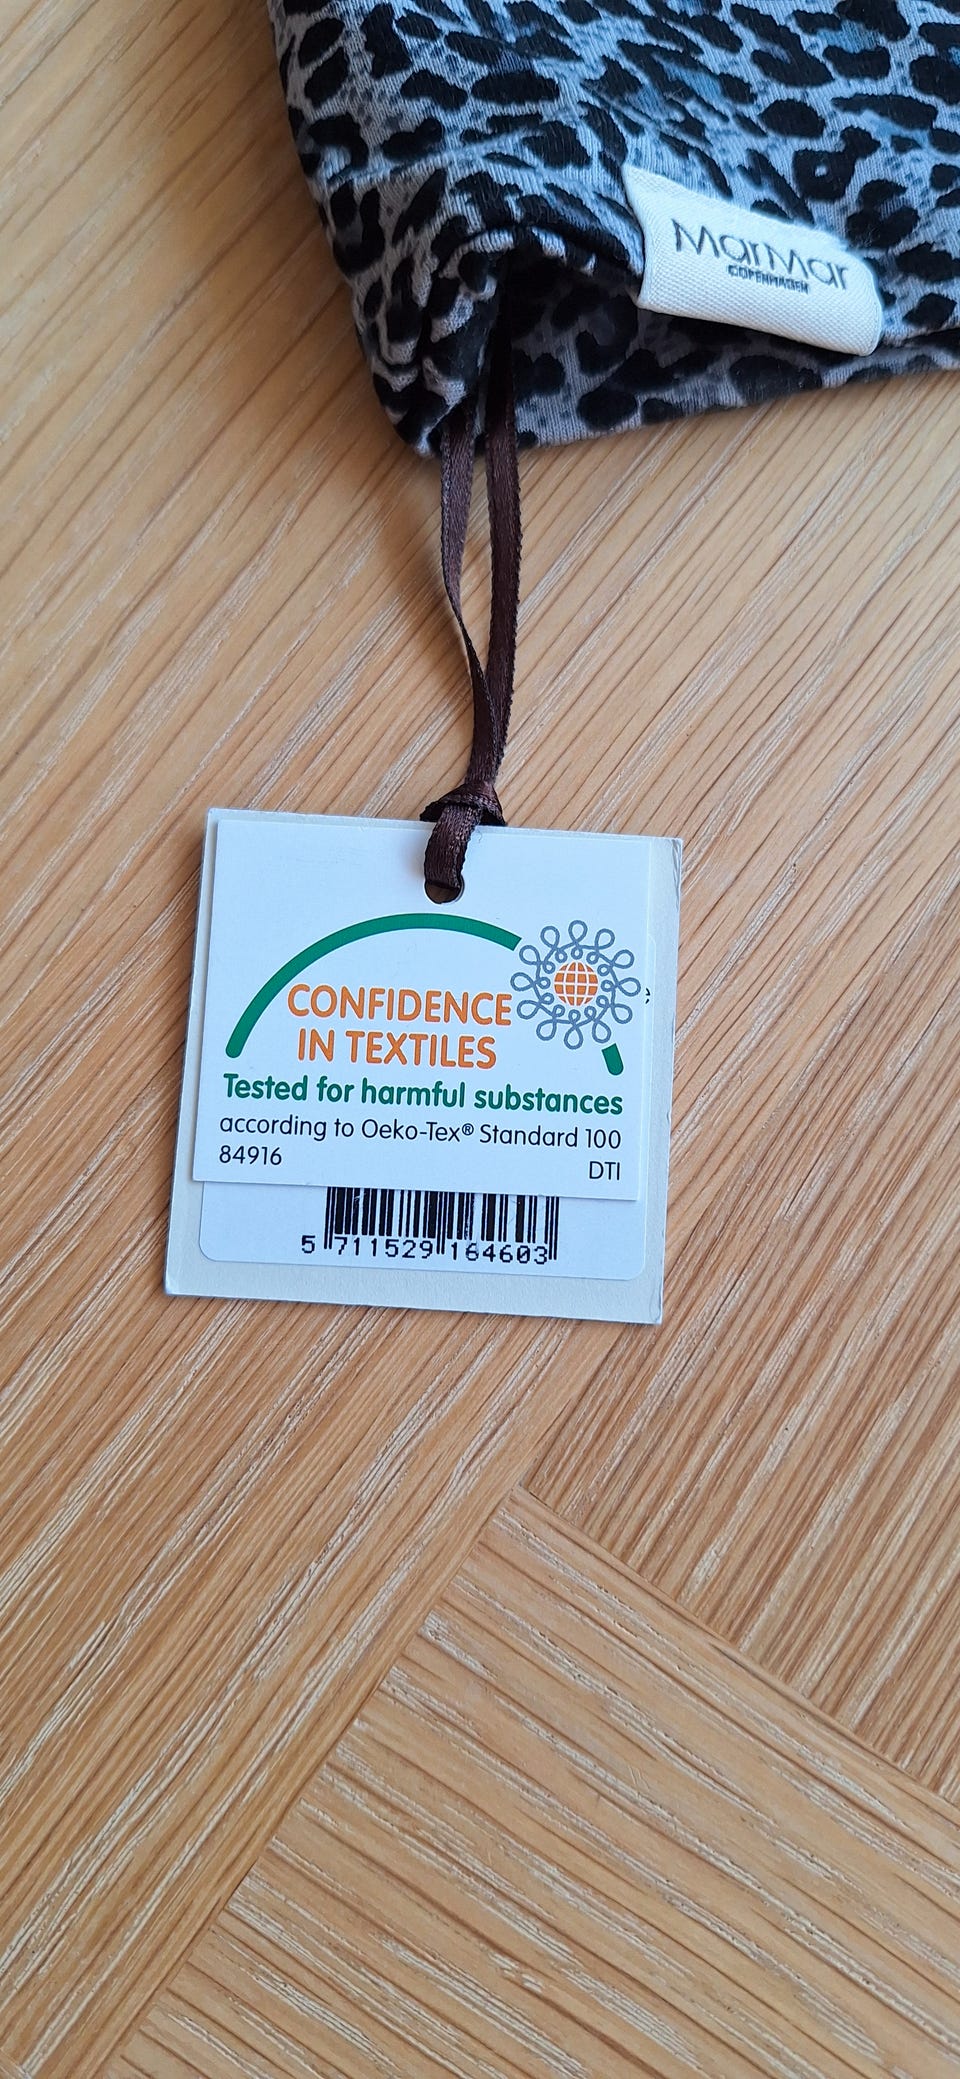 MarMar
COPENHAGEN
CONFIDENCE
IN TEXTILES
Tested for harmful substances
according to Oeko-Tex® Standard 100
84916 DTI
5 711529 164603